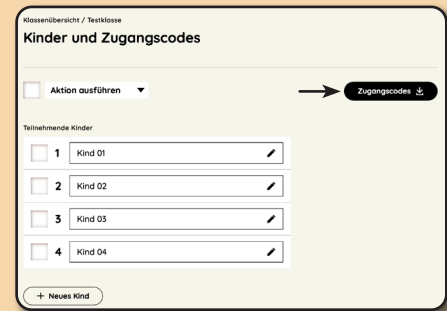 Klassenübersicht / Testklasse
Kinder und Zugangscodes
Aktion ausführen
Zugangscodes
Teilnehmende Kinder
1 Kind 01
2 Kind 02
3 Kind 03
4 Kind 04
+ Neues Kind